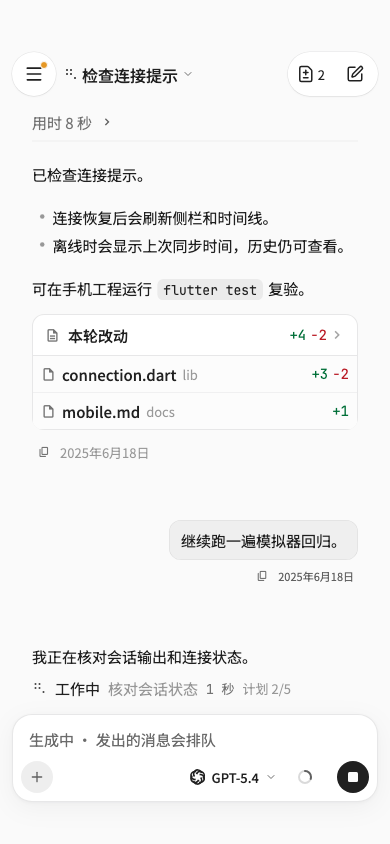 检查连接提示
2
用时 8 秒
已检查连接提示。
连接恢复后会刷新侧栏和时间线。
离线时会显示上次同步时间，历史仍可查看。
可在手机工程运行 flutter test 复验。
本轮改动 +4 -2
connection.dart lib +3 -2
mobile.md docs +1
2025年6月18日
继续跑一遍模拟器回归。
2025年6月18日
我正在核对会话输出和连接状态。
工作中 核对会话状态 1 秒 计划 2/5
生成中 · 发出的消息会排队
GPT-5.4